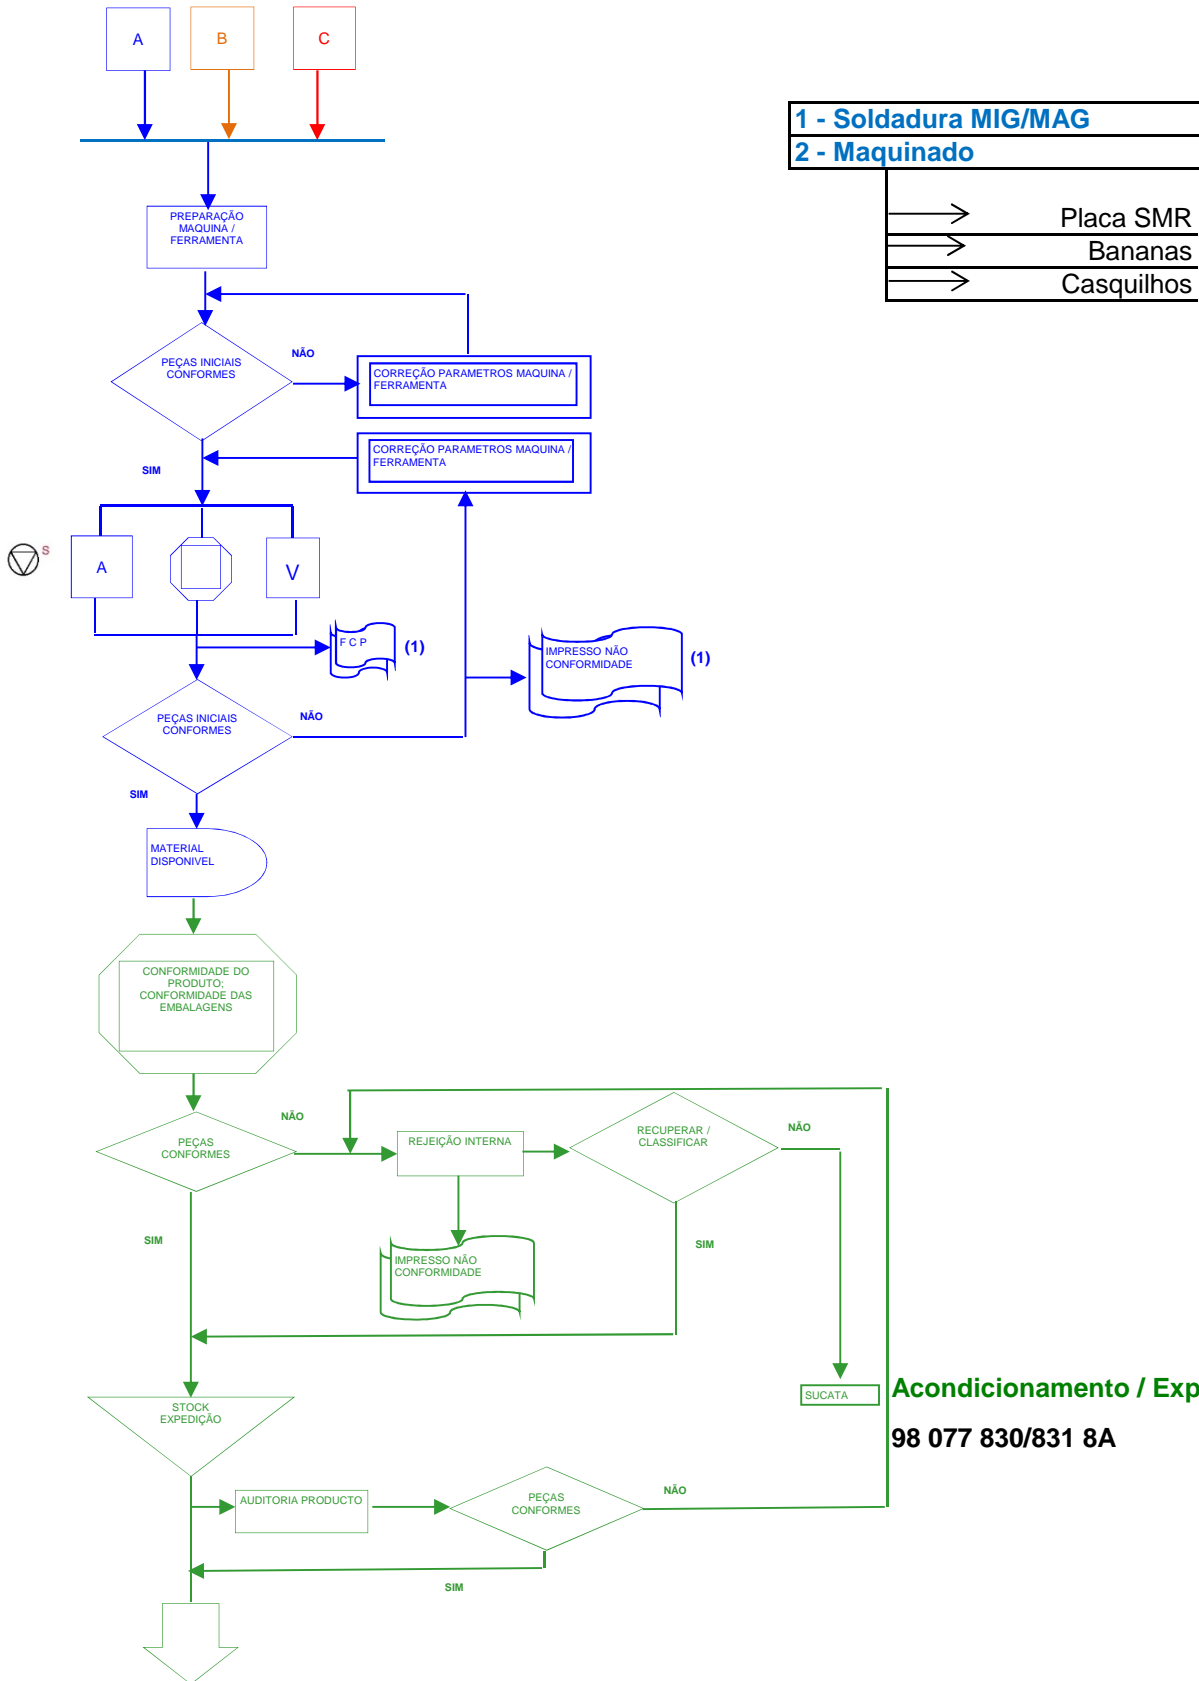 A
B
C
1 - Soldadura MIG/MAG
2 - Maquinado
Placa SMR
Bananas
Casquilhos
PREPARAÇÃO
MAQUINA /
FERRAMENTA
PEÇAS INICIAIS
CONFORMES
NÃO
CORREÇÃO PARAMETROS MAQUINA /
FERRAMENTA
CORREÇÃO PARAMETROS MAQUINA /
FERRAMENTA
SIM
S
A
V
F C P
(1)
IMPRESSO NÃO
CONFORMIDADE
(1)
PEÇAS INICIAIS
CONFORMES
NÃO
SIM
MATERIAL
DISPONIVEL
CONFORMIDADE DO
PRODUTO;
CONFORMIDADE DAS
EMBALAGENS
PEÇAS
CONFORMES
NÃO
REJEIÇÃO INTERNA
RECUPERAR /
CLASSIFICAR
NÃO
SIM
IMPRESSO NÃO
CONFORMIDADE
SIM
STOCK
EXPEDIÇÃO
SUCATA
Acondicionamento / Exp
98 077 830/831 8A
AUDITORIA PRODUCTO
PEÇAS
CONFORMES
NÃO
SIM